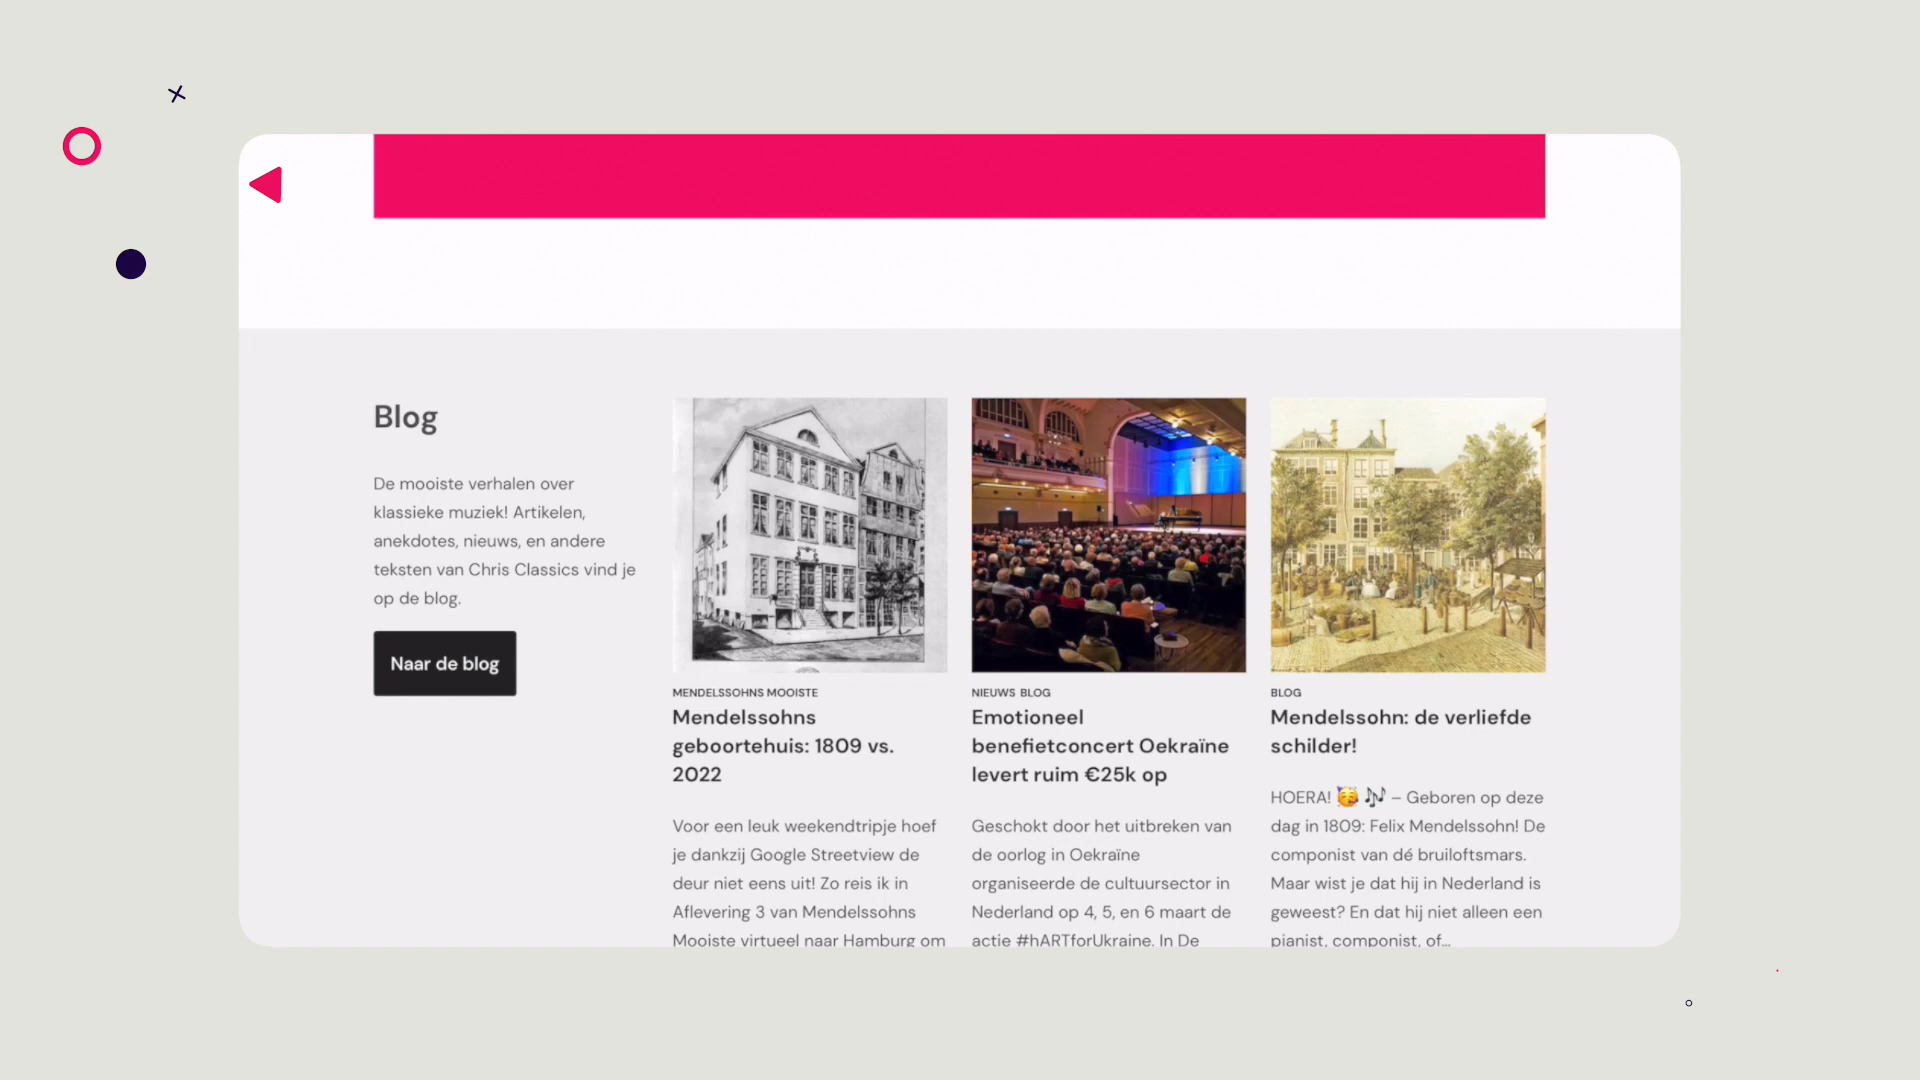 Blog
De mooiste verhalen over
klassieke muziek! Artikelen,
anekdotes, nieuws, en andere
teksten van Chris Classics vind je
op de blog.
Naar de blog
MENDELSSOHNS MOOISTE
Mendelssohns
geboortehuis: 1809 vs.
2022
Voor een leuk weekendtripje hoef
je dankzij Google Streetview de
deur niet eens uit! Zo reis ik in
Aflevering 3 van Mendelssohns
Mooiste virtueel naar Hamburg om
NIEUWS BLOG
Emotioneel
benefietconcert Oekraïne
levert ruim €25k op
Geschokt door het uitbreken van
de oorlog in Oekraïne
organiseerde de cultuursector in
Nederland op 4, 5, en 6 maart de
actie #hARTforUkraine. In De
BLOG
Mendelssohn: de verliefde
schilder!
HOERA! 🥳 🎶 – Geboren op deze
dag in 1809: Felix Mendelssohn! De
componist van dé bruiloftsmars.
Maar wist je dat hij in Nederland is
geweest? En dat hij niet alleen een
pianist, componist, of...